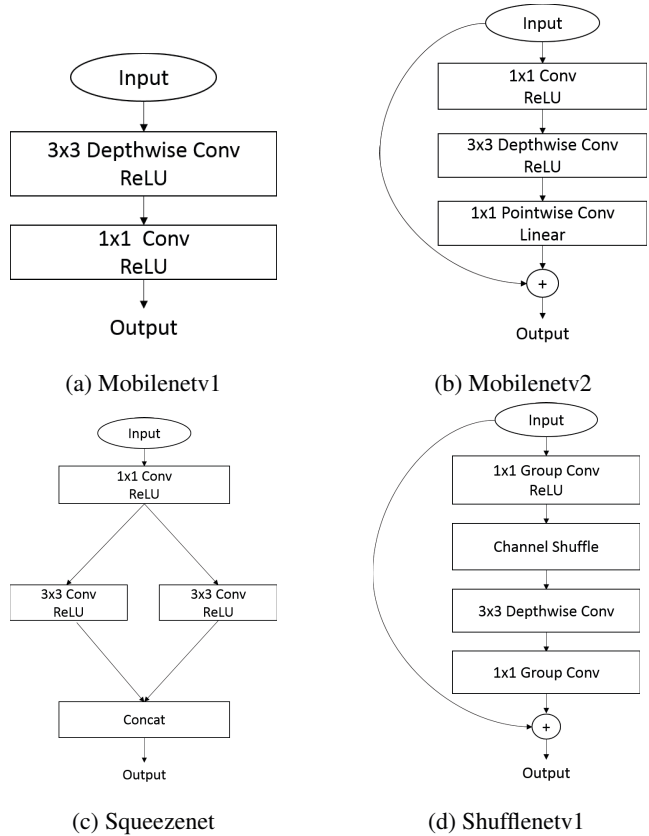 Input
3x3 Depthwise Conv
ReLU
1x1 Conv
ReLU
Output
(a) Mobilenetv1
Input
1x1 Conv
ReLU
3x3 Depthwise Conv
ReLU
1x1 Pointwise Conv
Linear
+
Output
(b) Mobilenetv2
Input
1x1 Conv
ReLU
3x3 Conv
ReLU
3x3 Conv
ReLU
Concat
Output
(c) Squeezenet
Input
1x1 Group Conv
ReLU
Channel Shuffle
3x3 Depthwise Conv
1x1 Group Conv
+
Output
(d) Shufflenetv1